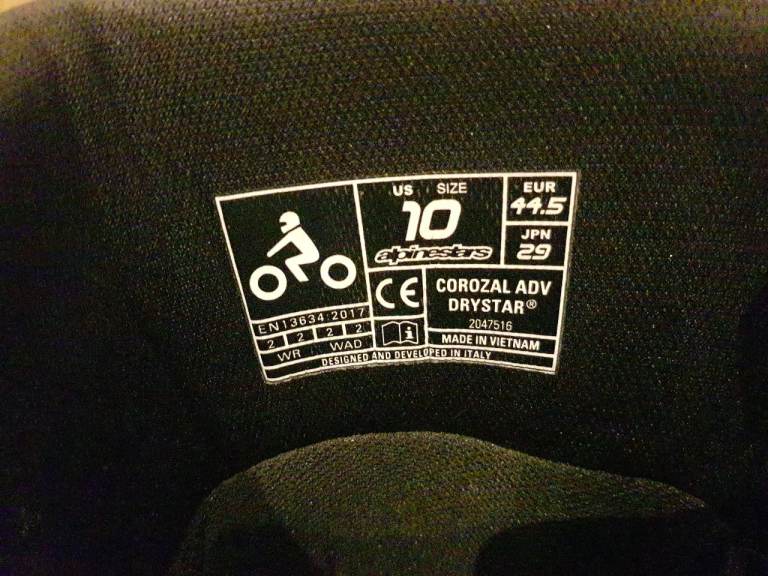 US SIZE
10
alpinestars
EUR
44.5
JPN
29
EN13634:2017
2 2 2 2
WR WAD
CE
i
COROZAL ADV
DRYSTAR®
2047516
MADE IN VIETNAM
DESIGNED AND DEVELOPED IN ITALY